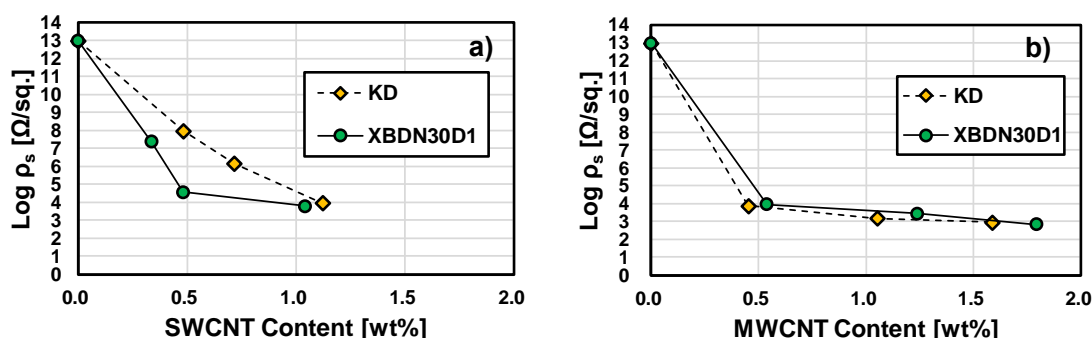 a)
Log ρs [Ω/sq.]
14
13
12
11
10
9
8
7
6
5
4
3
2
1
0
KD
XBDN30D1
0.0 0.5 1.0 1.5 2.0
SWCNT Content [wt%]
b)
Log ρs [Ω/sq.]
14
13
12
11
10
9
8
7
6
5
4
3
2
1
0
KD
XBDN30D1
0.0 0.5 1.0 1.5 2.0
MWCNT Content [wt%]